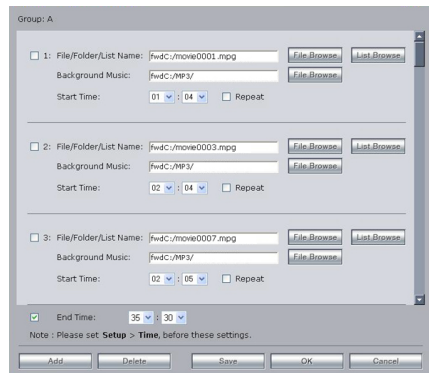 Group: A
1: File/Folder/List Name: fwdC:/movie0001.mpg File Browse List Browse
Background Music: fwdC:/MP3/ File Browse
Start Time: 01 : 04 Repeat
2: File/Folder/List Name: fwdC:/movie0003.mpg File Browse List Browse
Background Music: fwdC:/MP3/ File Browse
Start Time: 02 : 04 Repeat
3: File/Folder/List Name: fwdC:/movie0007.mpg File Browse List Browse
Background Music: fwdC:/MP3/ File Browse
Start Time: 02 : 05 Repeat
End Time: 35 : 30
Note : Please set Setup > Time, before these settings.
Add Delete Save OK Cancel